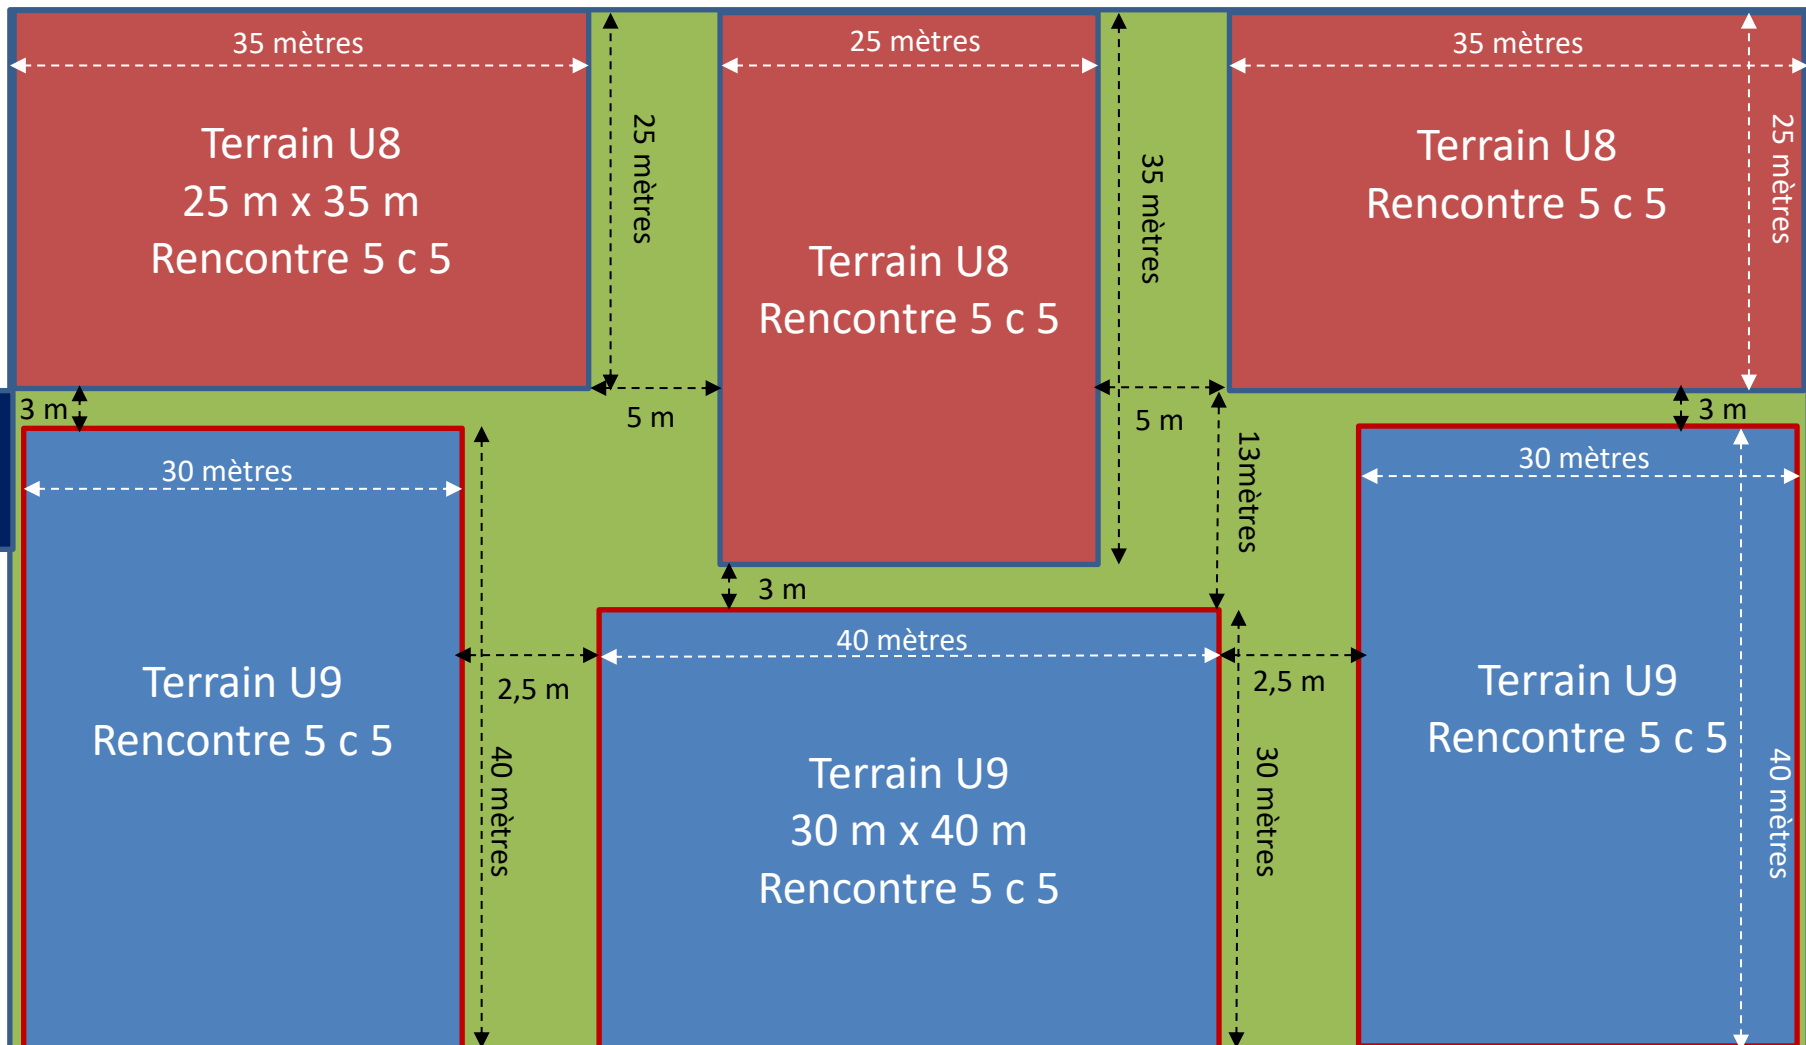 35 mètres
25 mètres
35 mètres
Terrain U8
25 m x 35 m
Rencontre 5 c 5
25 mètres
Terrain U8
Rencontre 5 c 5
35 mètres
Terrain U8
Rencontre 5 c 5
25 mètres
3 m
5 m
5 m
3 m
13mètres
30 mètres
30 mètres
3 m
40 mètres
Terrain U9
Rencontre 5 c 5
2,5 m
40 mètres
Terrain U9
30 m x 40 m
Rencontre 5 c 5
2,5 m
30 mètres
Terrain U9
Rencontre 5 c 5
40 mètres